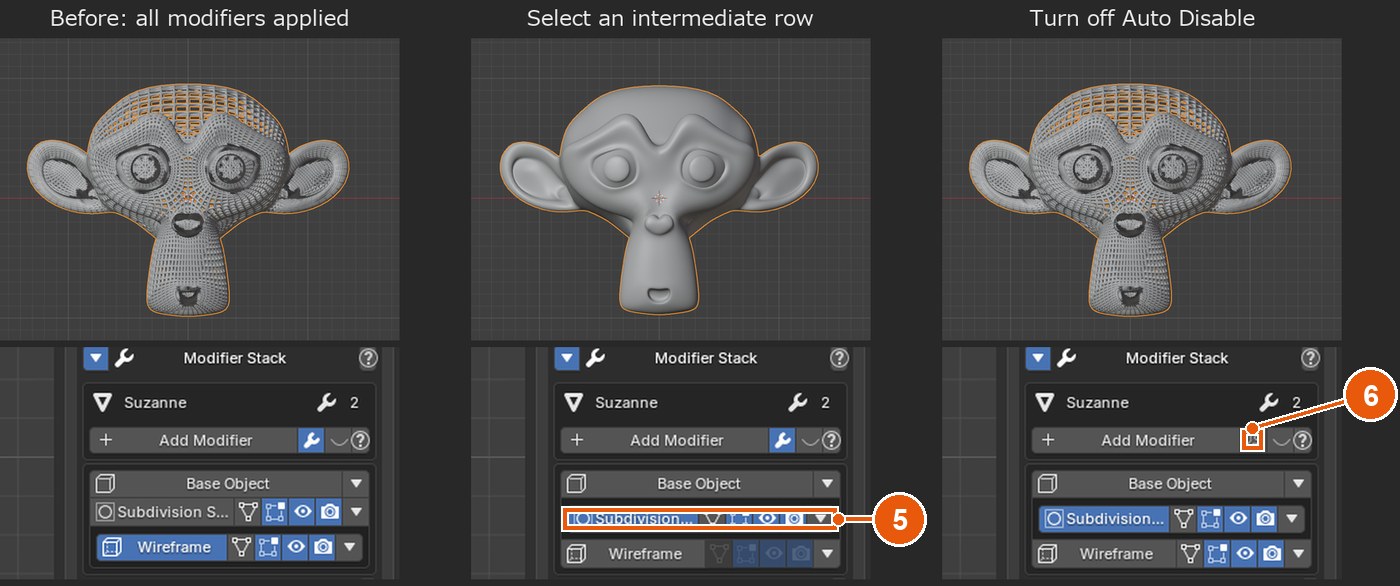 Before: all modifiers applied
Select an intermediate row
Turn off Auto Disable
Modifier Stack
Suzanne 2
Add Modifier
Base Object
Subdivision S...
Wireframe
Modifier Stack
Suzanne 2
Add Modifier
Base Object
Subdivision...
5
Wireframe
Modifier Stack
6
Suzanne 2
Add Modifier
Base Object
Subdivision...
Wireframe